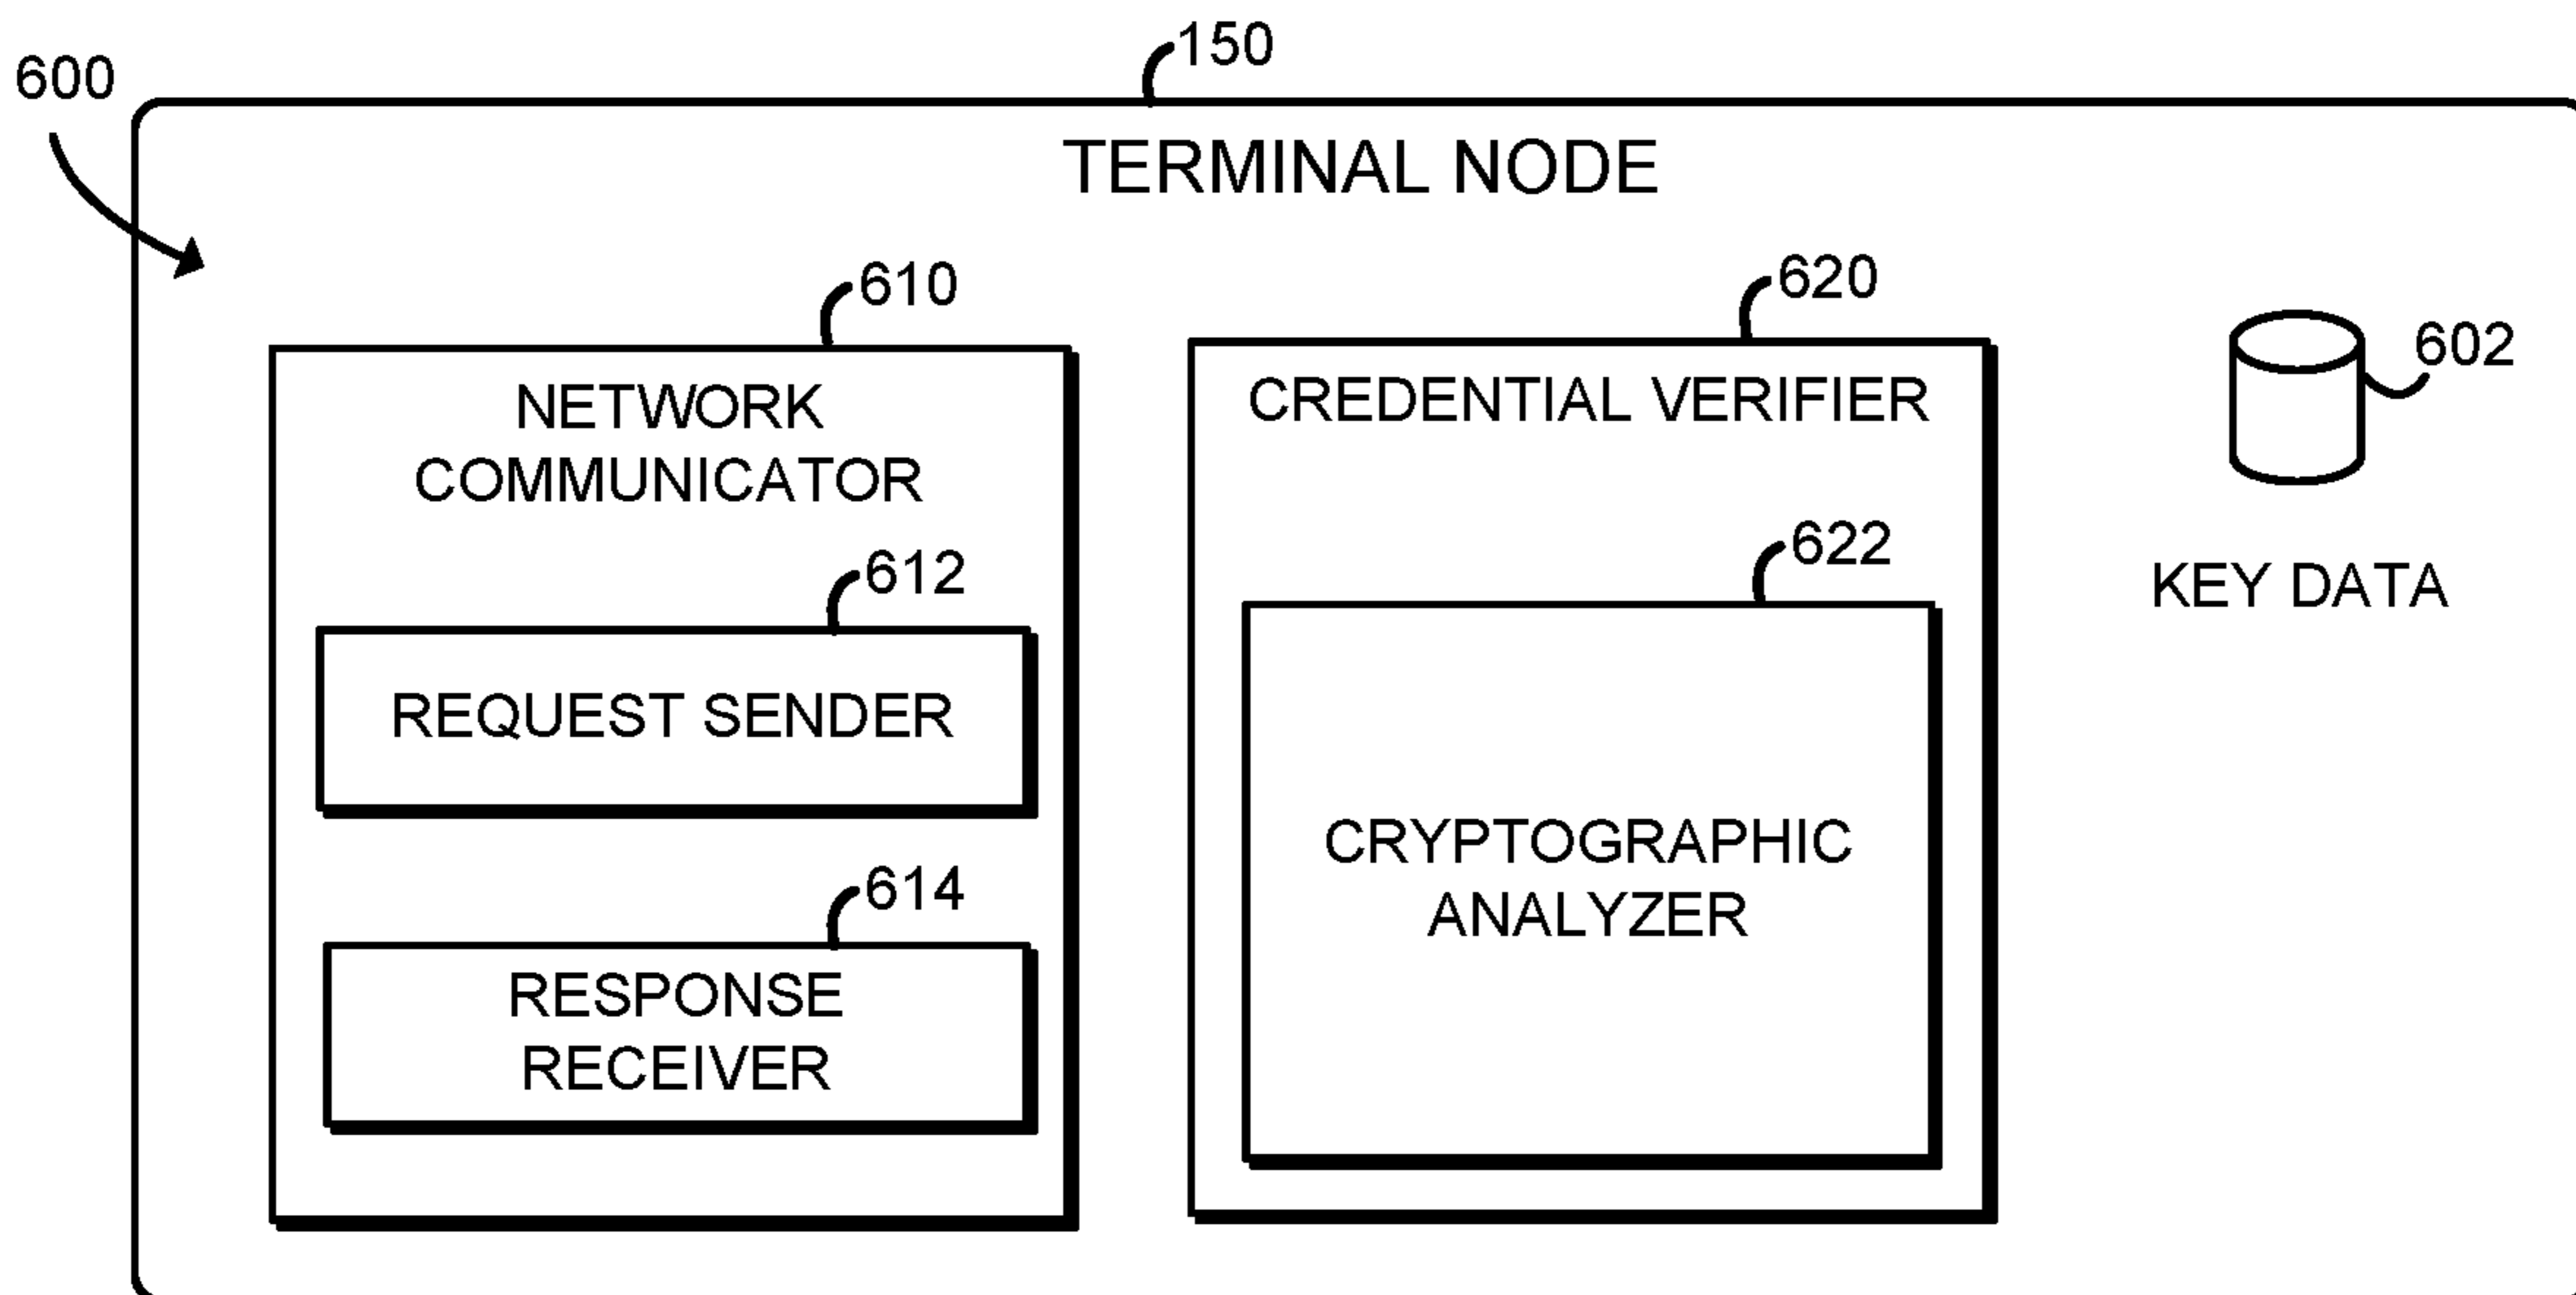 150
600
TERMINAL NODE
610
NETWORK
COMMUNICATOR
612
REQUEST SENDER
614
RESPONSE
RECEIVER
620
CREDENTIAL VERIFIER
622
CRYPTOGRAPHIC
ANALYZER
602
KEY DATA